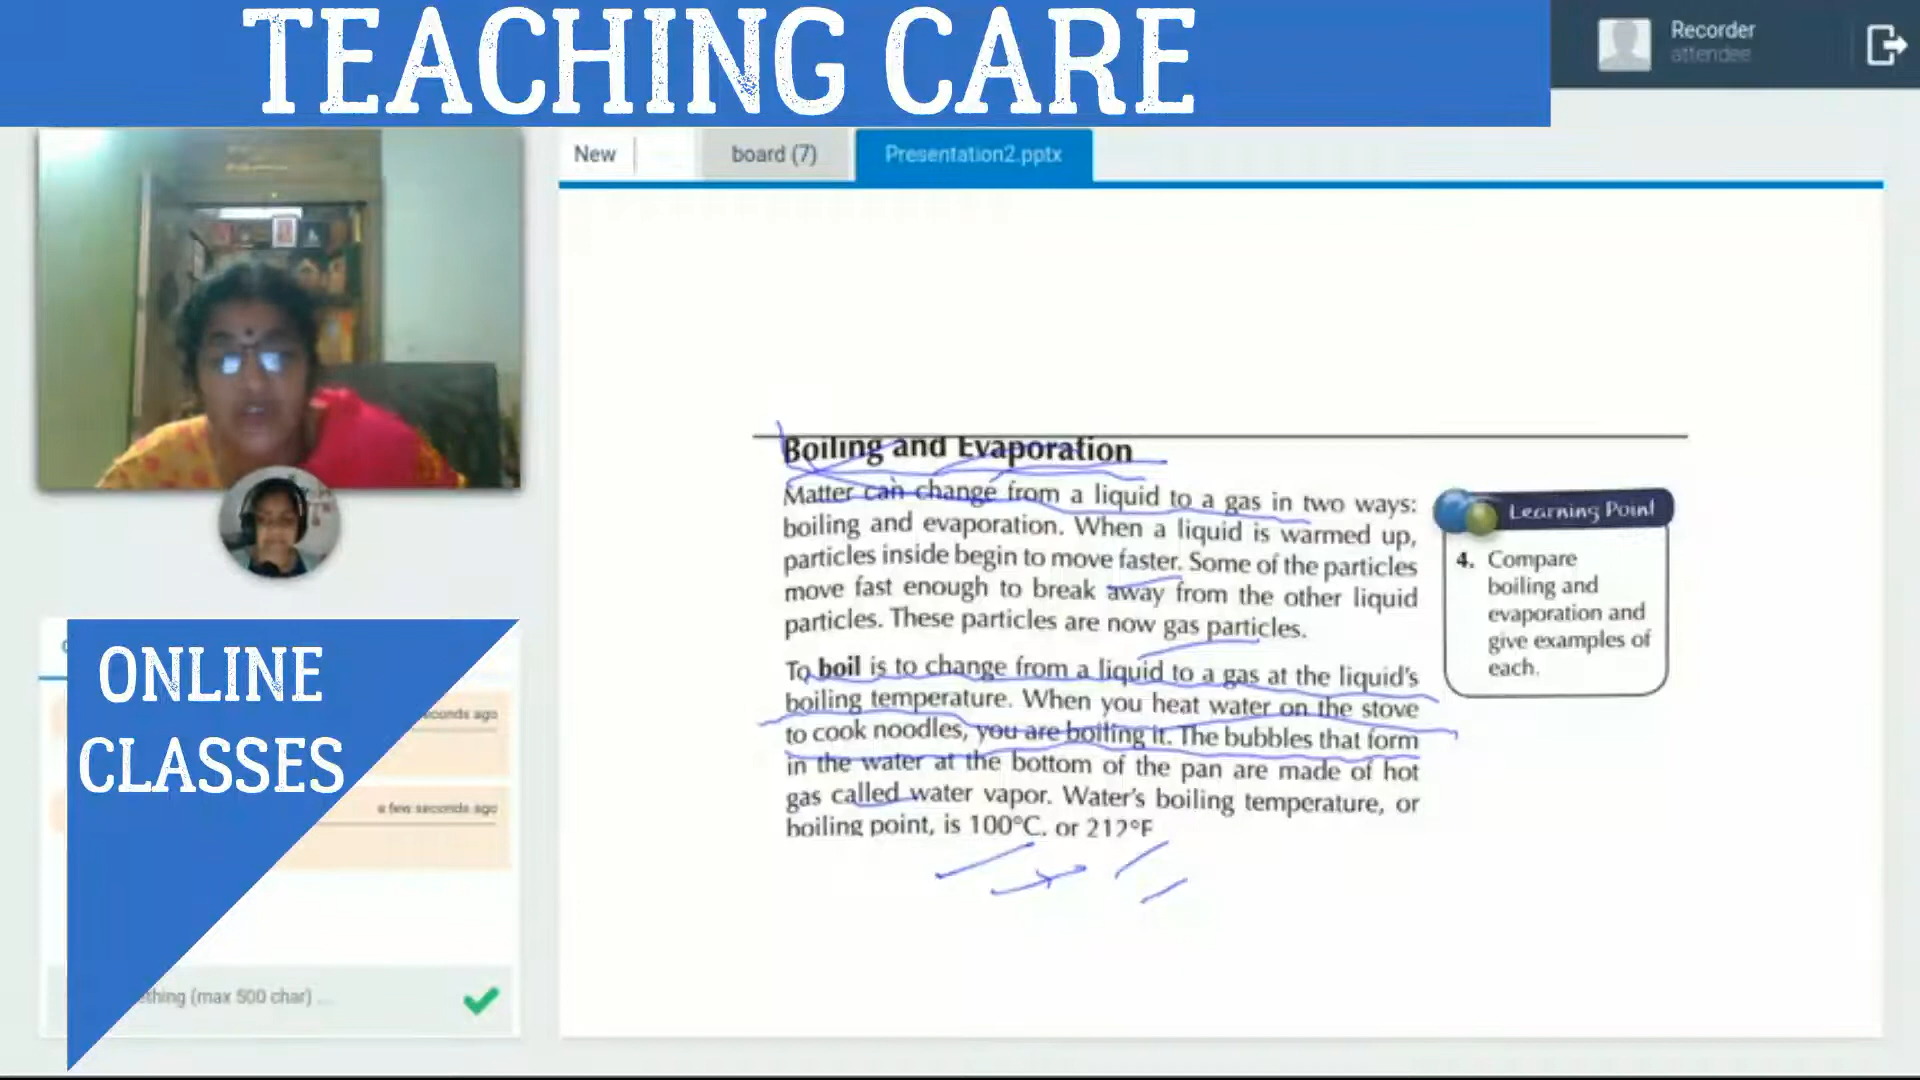 TEACHING CARE
Recorder
attendee
New
board (7)
Presentation2.pptx
Boiling and Evaporation
Matter can change from a liquid to a gas in two ways:
boiling and evaporation. When a liquid is warmed up,
particles inside begin to move faster. Some of the particles
move fast enough to break away from the other liquid
particles. These particles are now gas particles.
To boil is to change from a liquid to a gas at the liquid's
boiling temperature. When you heat water on the stove
to cook noodles, you are boiling it. The bubbles that form
in the water at the bottom of the pan are made of hot
gas called water vapor. Water's boiling temperature, or
boiling point, is 100°C, or 212°F
Learning Point
4. Compare
boiling and
evaporation and
give examples of
each.
ONLINE
CLASSES
seconds ago
a few seconds ago
(max 500 char) ...